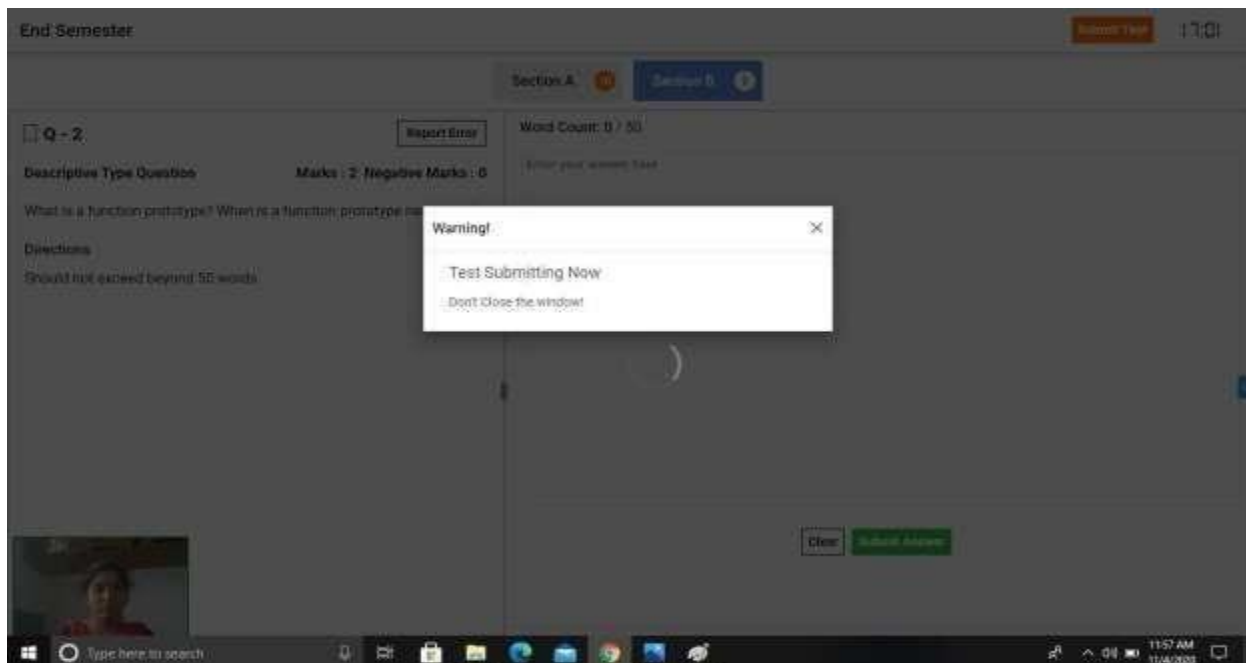 End Semester
Submit Test
17:01
Section A
Section B
Q - 2
Report Error
Descriptive Type Question
Marks : 2 Negative Marks : 0
What is a function prototype? When is a function prototype
Directions
Should not exceed beyond 50 words
Word Count: 0 / 50
Enter your answer here
Warning!
Test Submitting Now
Don't Close the window!
Clear
Submit Answer
Type here to search
11:57 AM
11/4/2020